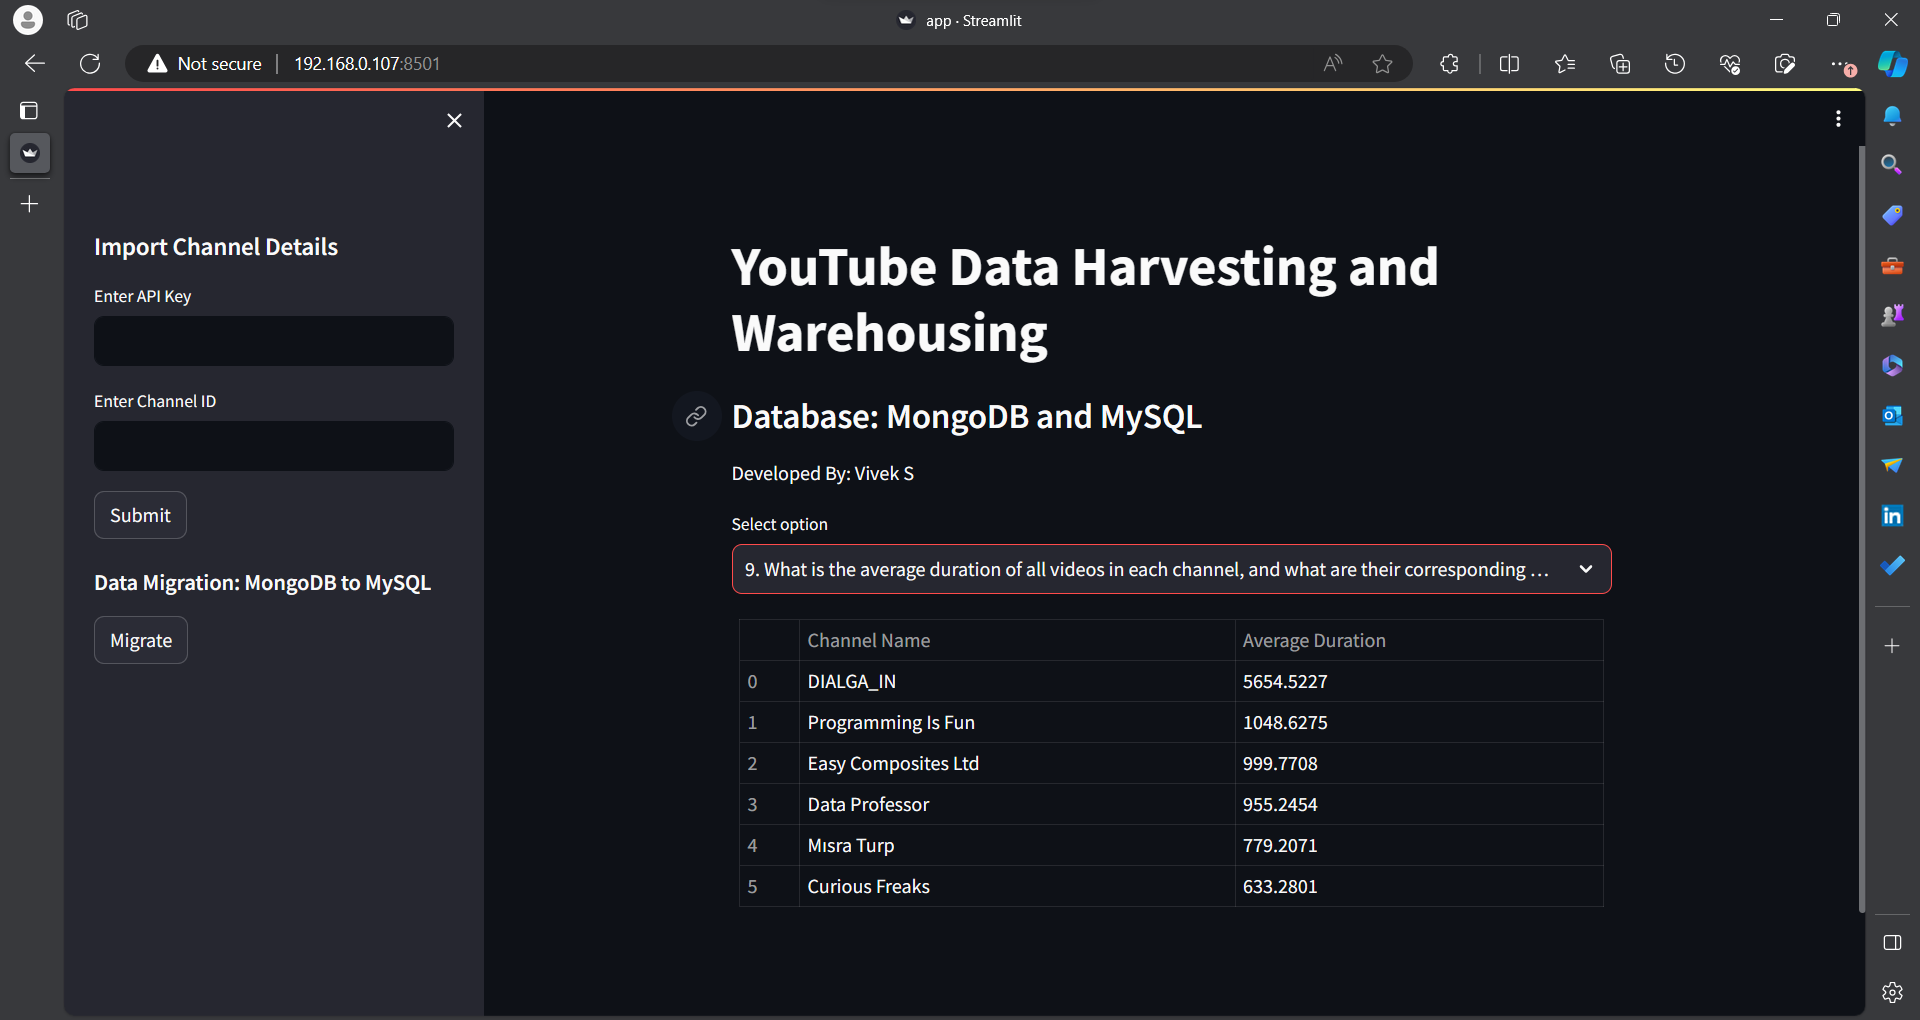 app · Streamlit
Not secure
192.168.0.107:8501
Import Channel Details
Enter API Key
Enter Channel ID
Submit
Data Migration: MongoDB to MySQL
Migrate
YouTube Data Harvesting and
Warehousing
Database: MongoDB and MySQL
Developed By: Vivek S
Select option
9. What is the average duration of all videos in each channel, and what are their corresponding ...
Channel Name Average Duration
0 DIALGA_IN 5654.5227
1 Programming Is Fun 1048.6275
2 Easy Composites Ltd 999.7708
3 Data Professor 955.2454
4 Mısra Turp 779.2071
5 Curious Freaks 633.2801